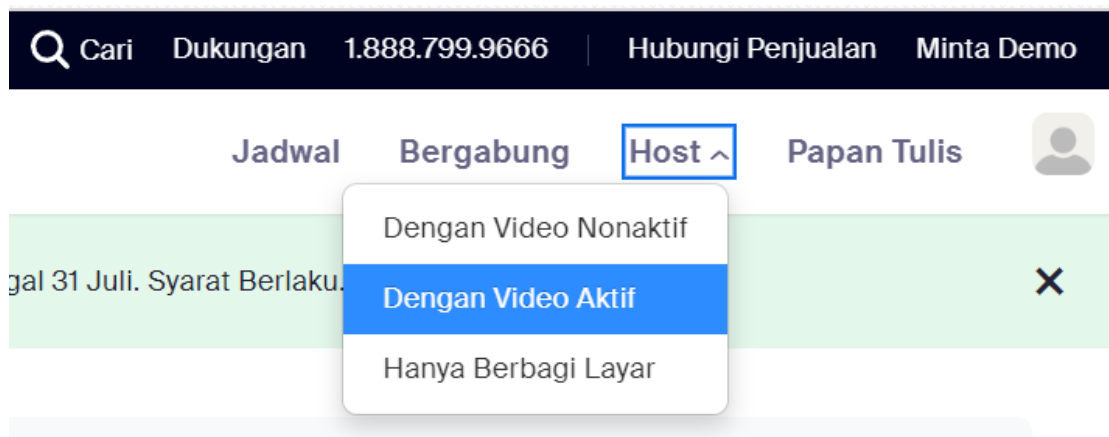 Cari Dukungan 1.888.799.9666 Hubungi Penjualan Minta Demo
Jadwal Bergabung Host Papan Tulis
Dengan Video Nonaktif
gal 31 Juli. Syarat Berlaku.
Dengan Video Aktif
Hanya Berbagi Layar